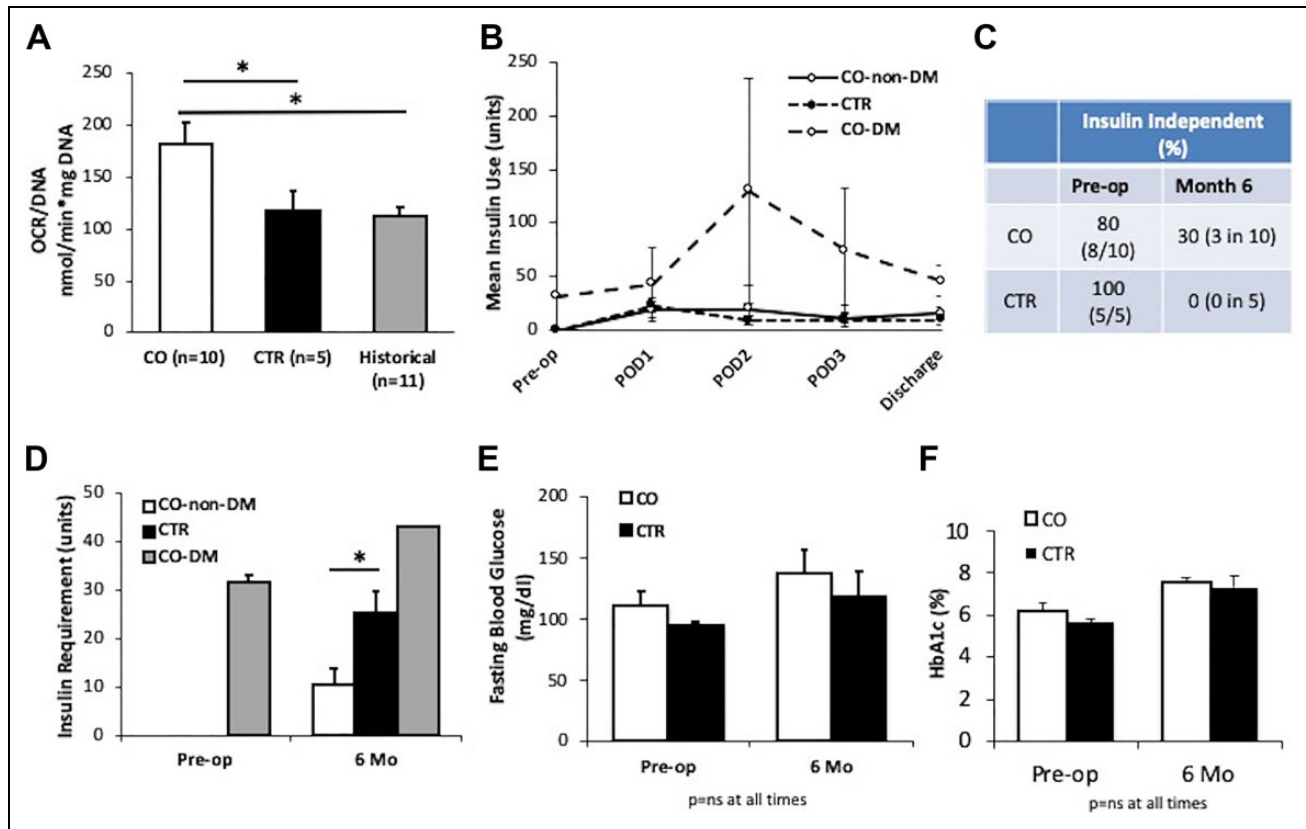 A
OCR/DNA
nmol/min*mg DNA
250
200
150
100
50
0
*
*
CO (n=10)
CTR (n=5)
Historical
(n=11)
B
Mean Insulin Use (units)
250
200
150
100
50
0
CO-non-DM
CTR
CO-DM
Pre-op
POD1
POD2
POD3
Discharge
C
Insulin Independent
(%)
Pre-op
Month 6
CO
80
(8/10)
30 (3 in 10)
CTR
100
(5/5)
0 (0 in 5)
D
Insulin Requirement (units)
50
40
30
20
10
0
CO-non-DM
CTR
CO-DM
*
Pre-op
6 Mo
E
Fasting Blood Glucose
(mg/dl)
200
150
100
50
0
CO
CTR
Pre-op
6 Mo
p=ns at all times
F
HbA1c (%)
10
8
6
4
2
0
CO
CTR
Pre-op
6 Mo
p=ns at all times